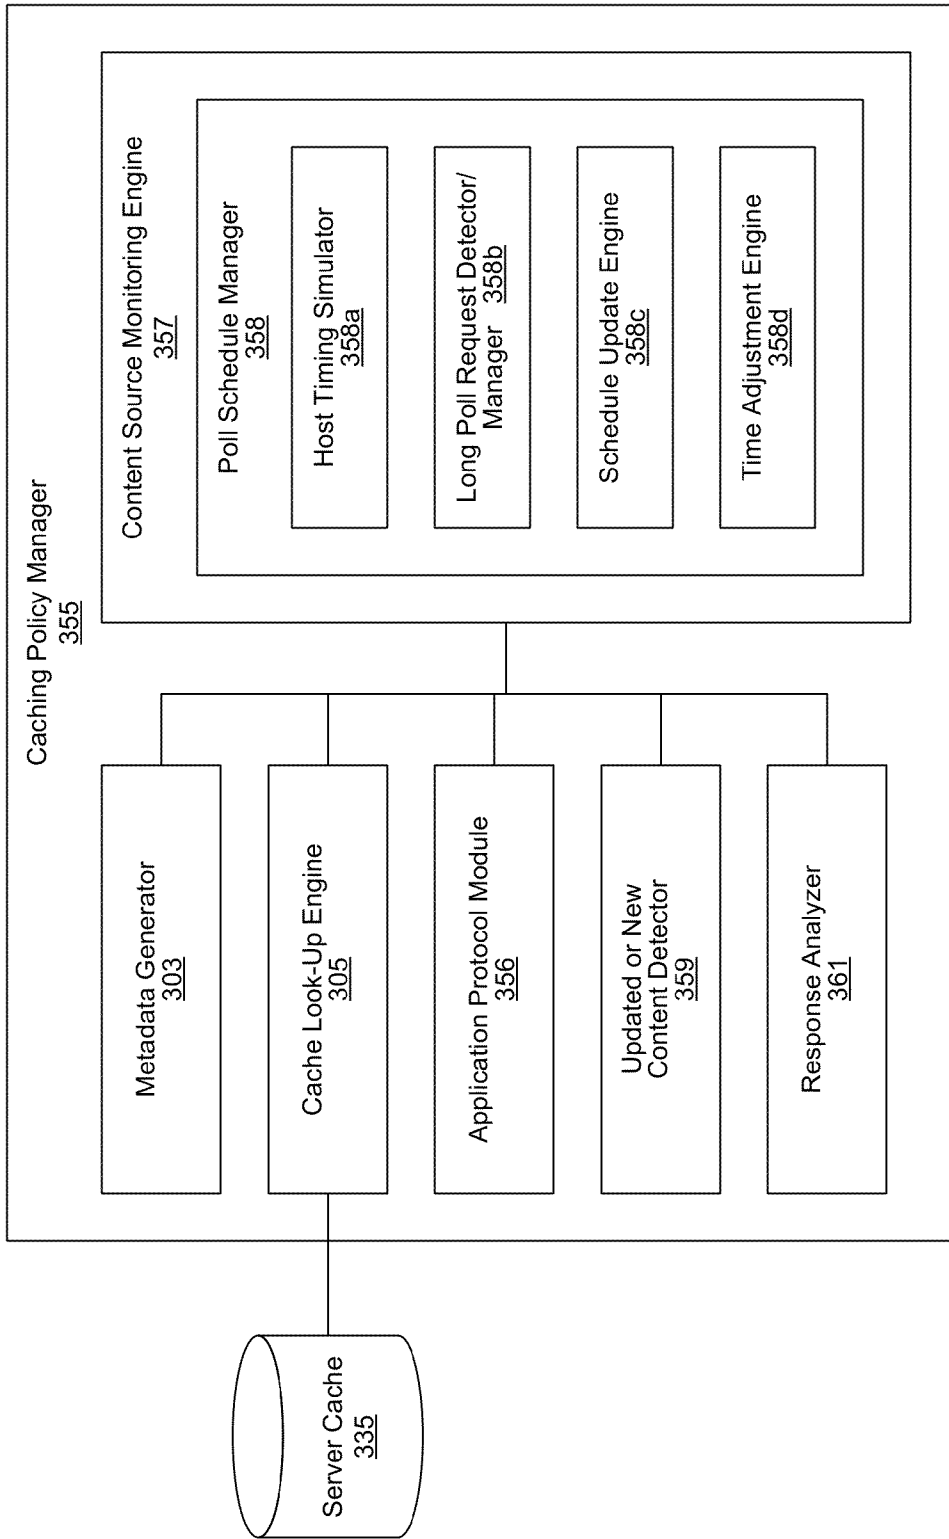 Caching Policy Manager
355
Server Cache
335
Metadata Generator
303
Cache Look-Up Engine
305
Application Protocol Module
356
Updated or New
Content Detector
359
Response Analyzer
361
Content Source Monitoring Engine
357
Poll Schedule Manager
358
Host Timing Simulator
358a
Long Poll Request Detector/
Manager 358b
Schedule Update Engine
358c
Time Adjustment Engine
358d